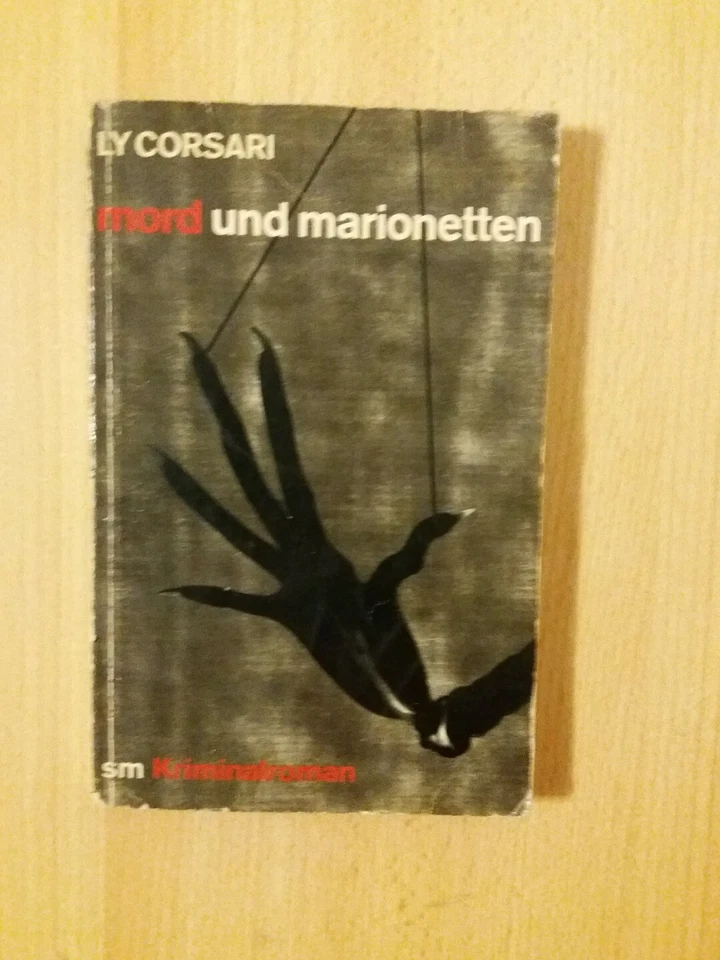 LY CORSARI
mord und marionetten
sm Kriminalroman